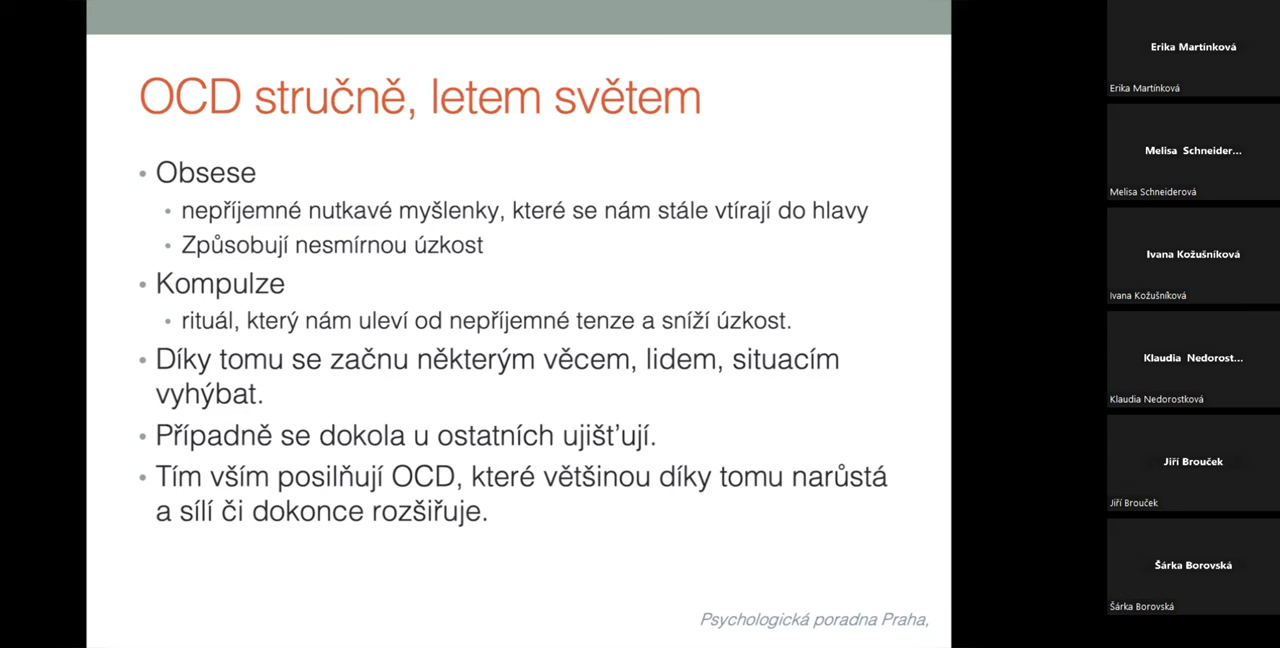 OCD stručně, letem světem
• Obsese
• nepříjemné nutkavé myšlenky, které se nám stále vtírají do hlavy
• Způsobují nesmírnou úzkost
• Kompulze
• rituál, který nám uleví od nepříjemné tenze a sníží úzkost.
• Díky tomu se začnu některým věcem, lidem, situacím
vyhýbat.
• Případně se dokola u ostatních ujišťují.
• Tím vším posilňují OCD, které většinou díky tomu narůstá
a sílí či dokonce rozšiřuje.
Psychologická poradna Praha,
Erika Martínková
Erika Martínková
Melisa Schneider...
Melisa Schneiderová
Ivana Kožušníková
Ivana Kožušníková
Klaudia Nedorost...
Klaudia Nedorostková
Jiří Brouček
Jiří Brouček
Šárka Borovská
Šárka Borovská